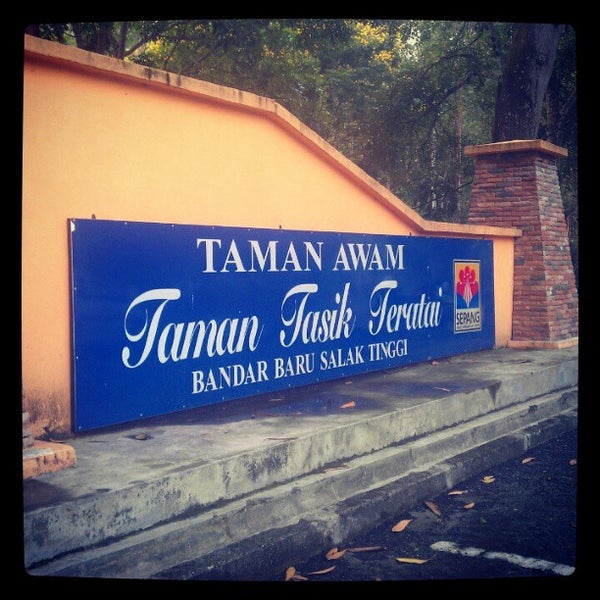 TAMAN AWAM
Taman Tasik Teratai
BANDAR BARU SALAK TINGGI
SEPANG